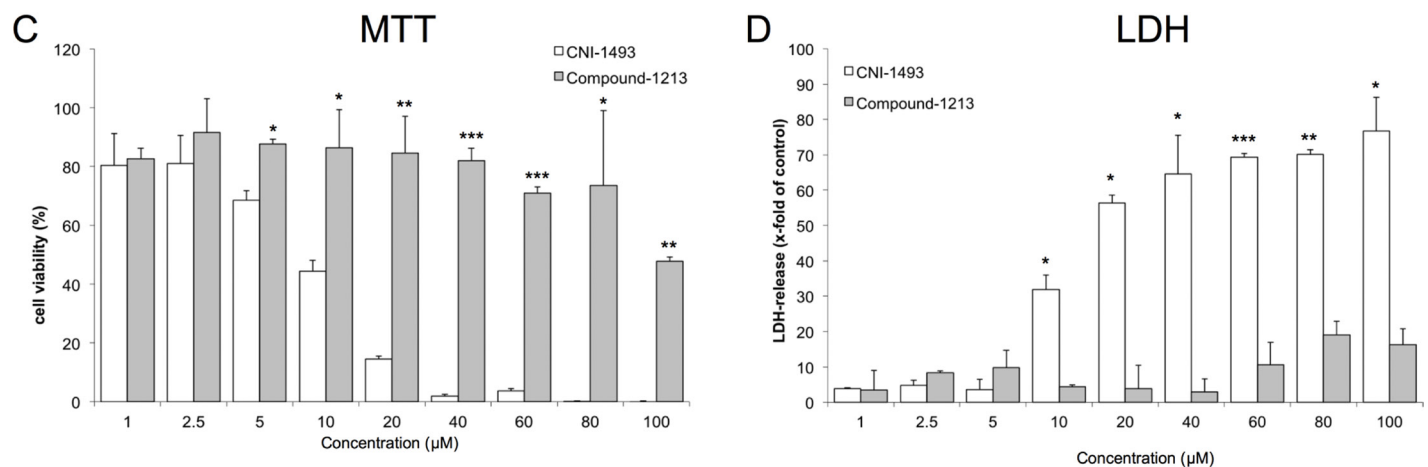 C
MTT
120
100
80
60
40
20
0
cell viability (%)
CNI-1493
Compound-1213
*
*
**
***
***
*
**
1 2.5 5 10 20 40 60 80 100
Concentration (µM)
D
LDH
100
90
80
70
60
50
40
30
20
10
0
LDH-release (x-fold of control)
CNI-1493
Compound-1213
*
*
*
***
**
*
1 2.5 5 10 20 40 60 80 100
Concentration (µM)